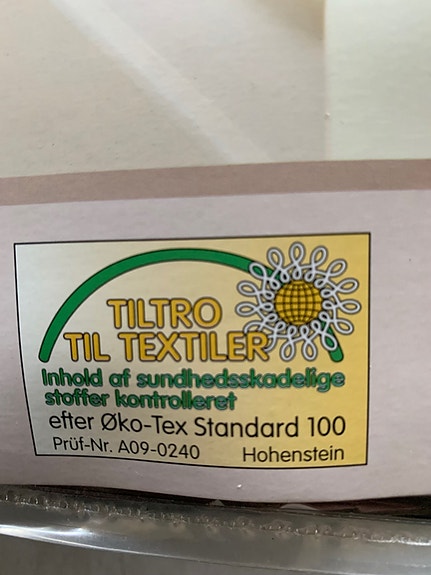 TILTRO
TIL TEXTILER
Inhold af sundhedsskadelige
stoffer kontrolleret
efter Øko-Tex Standard 100
Prüf-Nr. A09-0240 Hohenstein